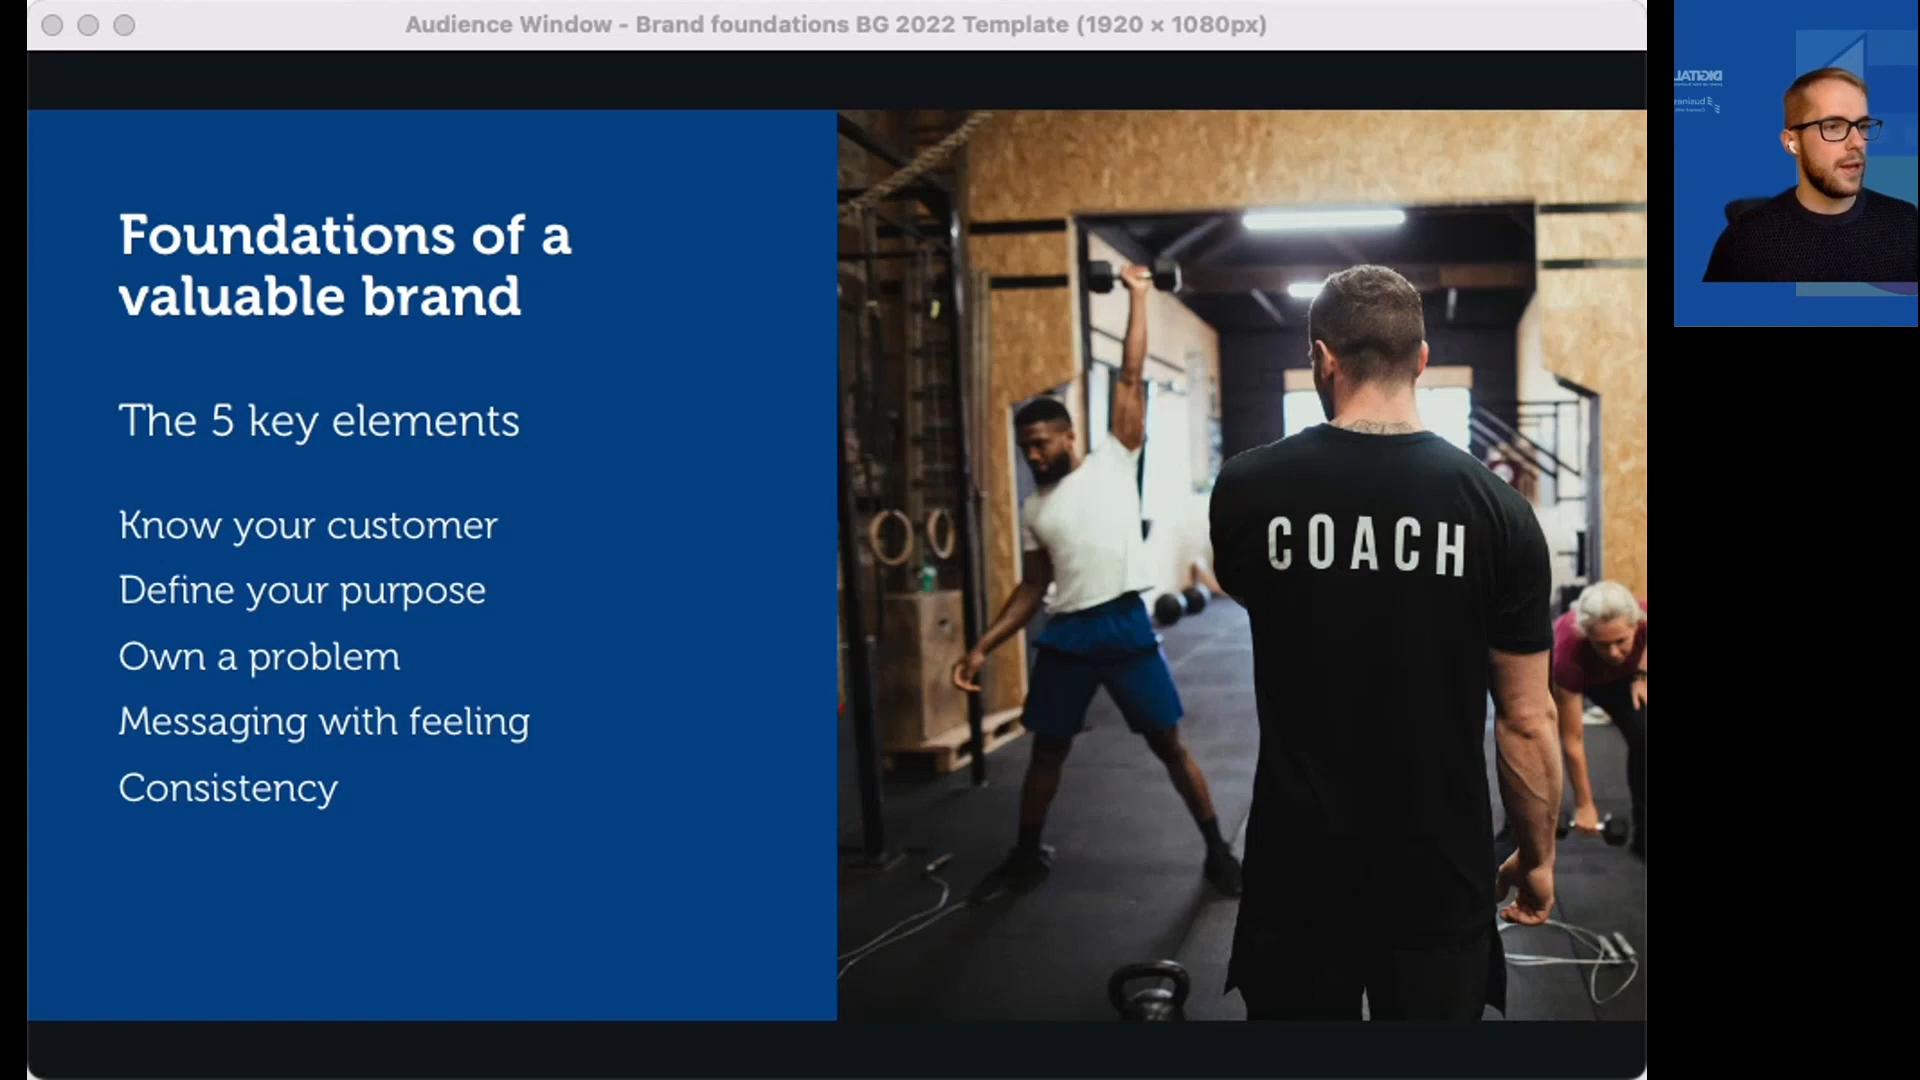 Audience Window - Brand foundations BG 2022 Template (1920 × 1080px)
Foundations of a
valuable brand
The 5 key elements
Know your customer
Define your purpose
Own a problem
Messaging with feeling
Consistency
COACH
DIGITAL